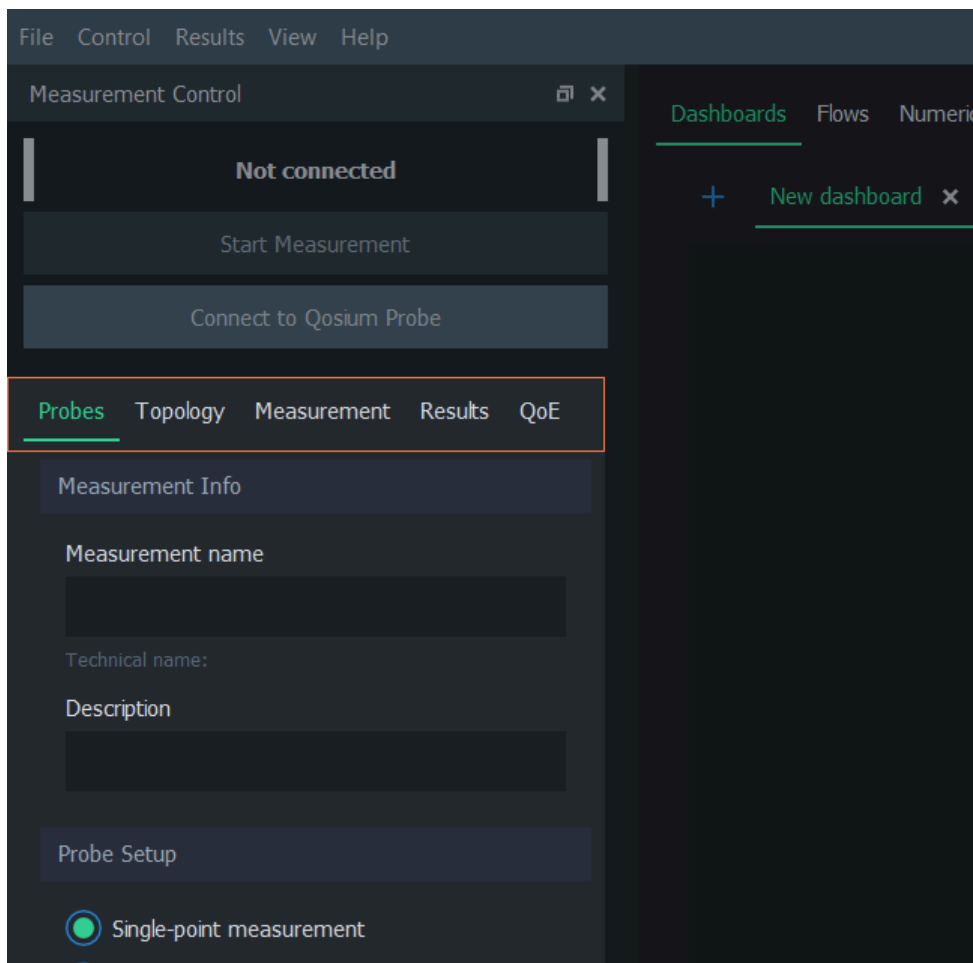 File Control Results View Help
Measurement Control
Dashboards Flows
Not connected
New dashboard
Start Measurement
Connect to Qosium Probe
Probes Topology Measurement Results QoE
Measurement Info
Measurement name
Technical name:
Description
Probe Setup
Single-point measurement